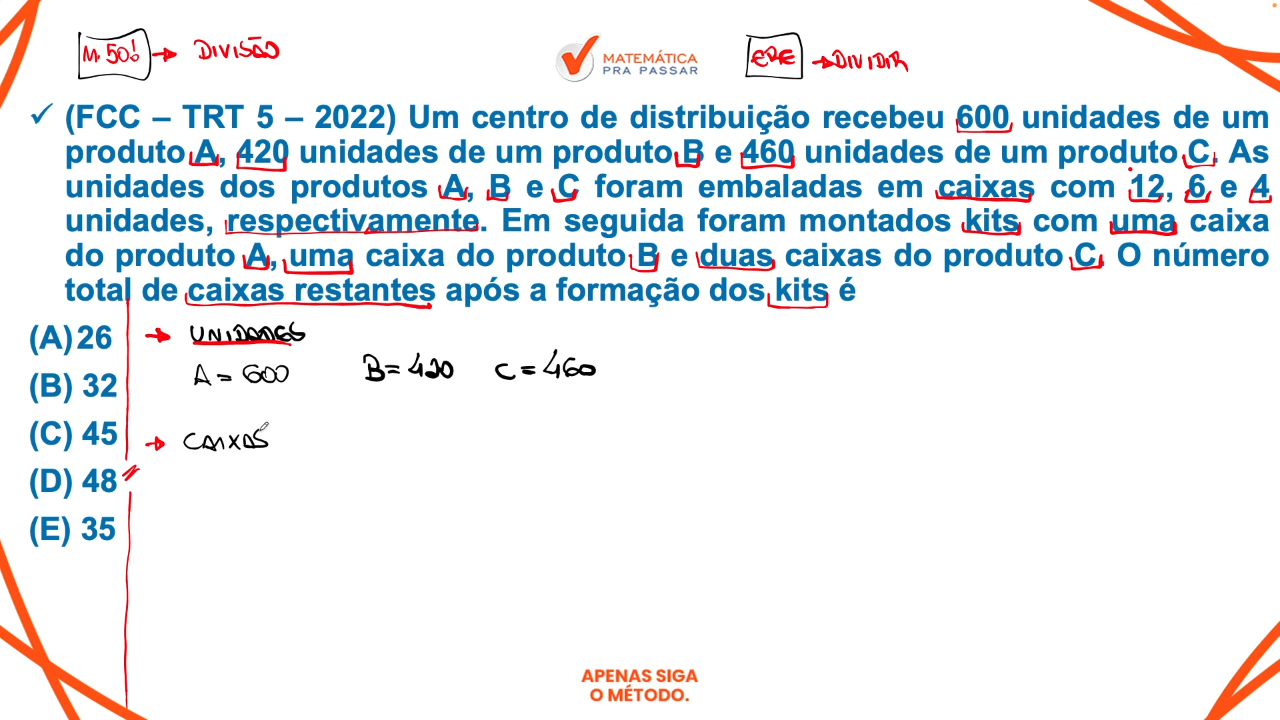 M 50! → DIVISÃO
MATEMÁTICA
PRA PASSAR
ERE → DIVIDIR
✓ (FCC – TRT 5 – 2022) Um centro de distribuição recebeu 600 unidades de um
produto A, 420 unidades de um produto B e 460 unidades de um produto C. As
unidades dos produtos A, B e C foram embaladas em caixas com 12, 6 e 4
unidades, respectivamente. Em seguida foram montados kits com uma caixa
do produto A, uma caixa do produto B e duas caixas do produto C. O número
total de caixas restantes após a formação dos kits é
(A) 26
→ UNIDADES
A = 600 B = 420 C = 460
(B) 32
(C) 45
→ CAIXAS
(D) 48
(E) 35
APENAS SIGA
O MÉTODO.